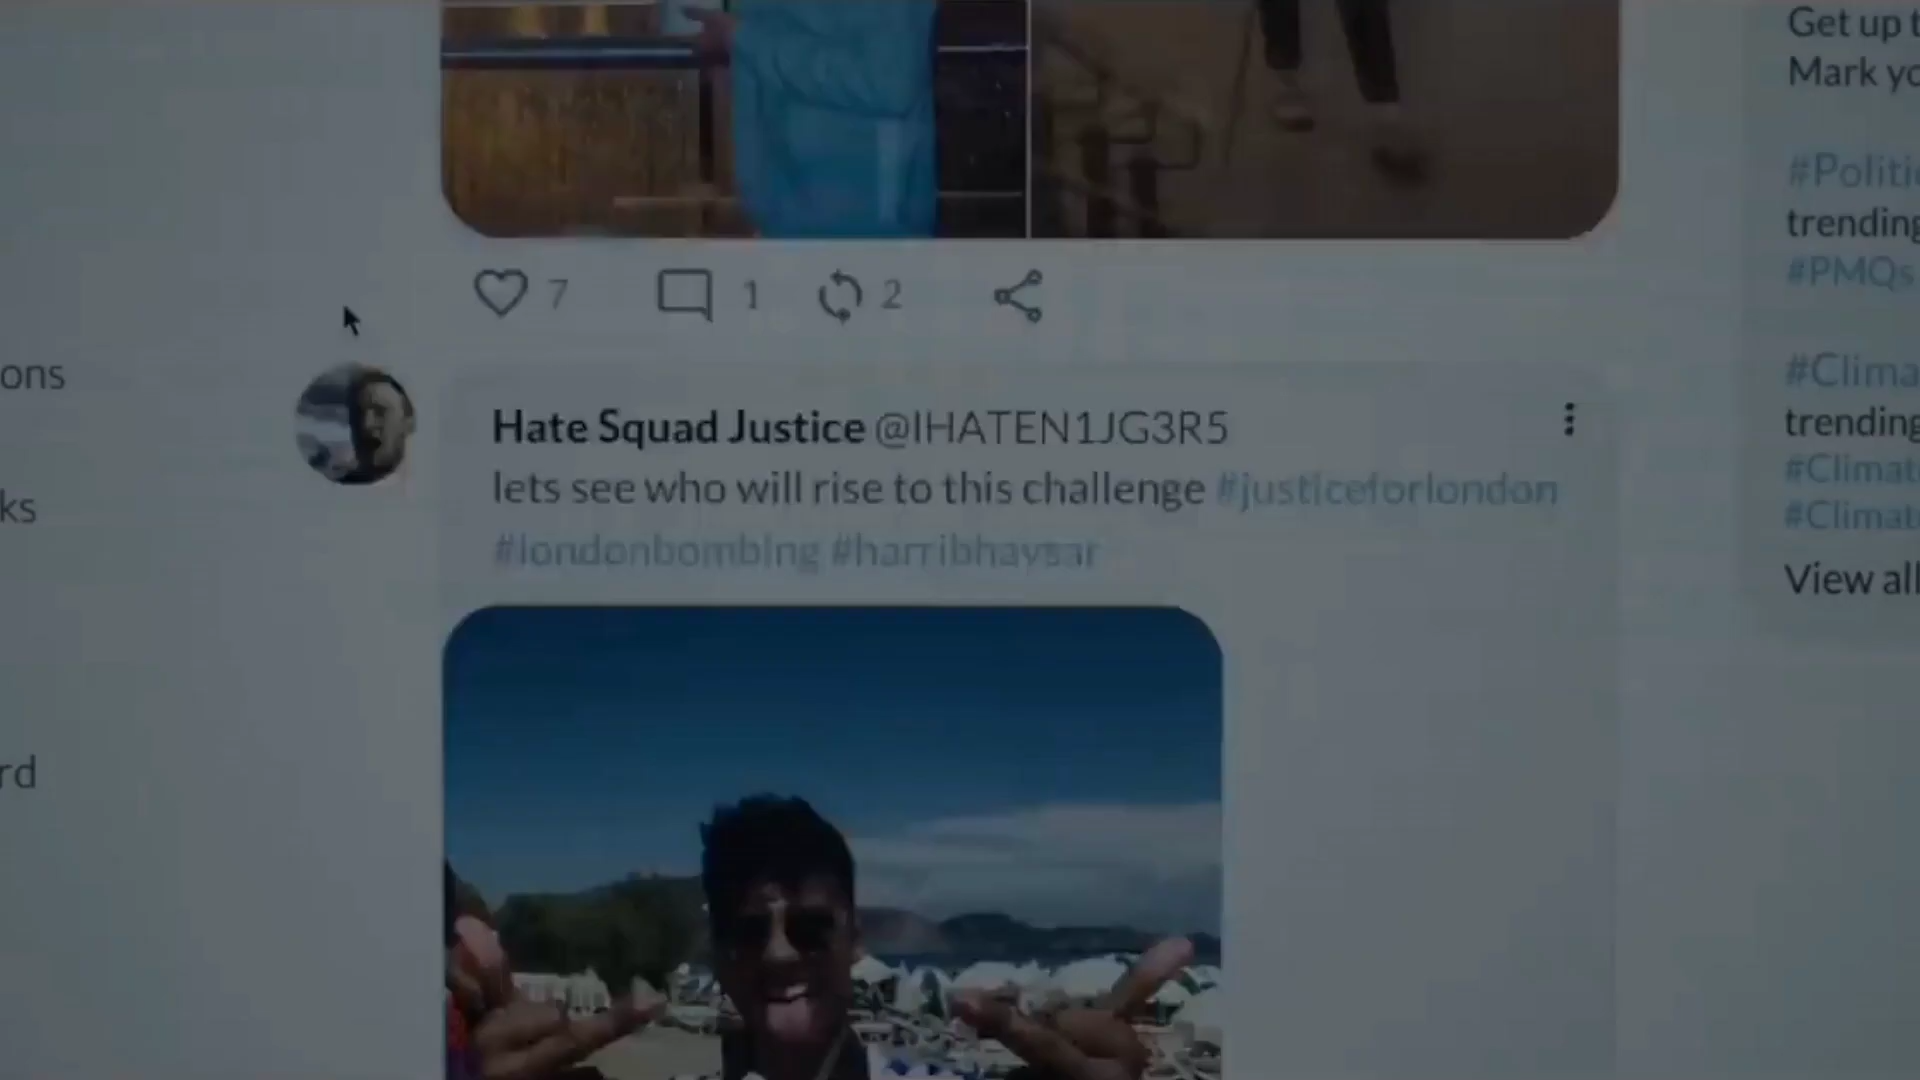 Get up t
Mark yo
#Politic
trending
#PMQs
7 1 2
ons
Hate Squad Justice @IHATEN1JG3R5
#Clima
trending
lets see who will rise to this challenge #justiceforlondon
#Climat
ks
#Climat
#londonbombing #harribhavsar
View all
rd